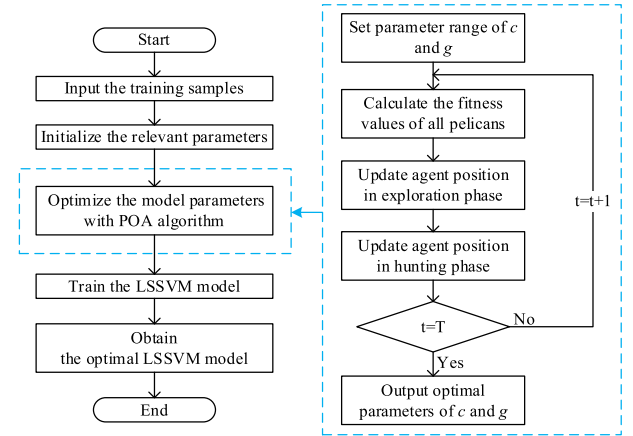 Start
Input the training samples
Initialize the relevant parameters
Optimize the model parameters
with POA algorithm
Train the LSSVM model
Obtain
the optimal LSSVM model
End
Set parameter range of c
and g
Calculate the fitness
values of all pelicans
Update agent position
in exploration phase
Update agent position
in hunting phase
t=T
No
t=t+1
Yes
Output optimal
parameters of c and g